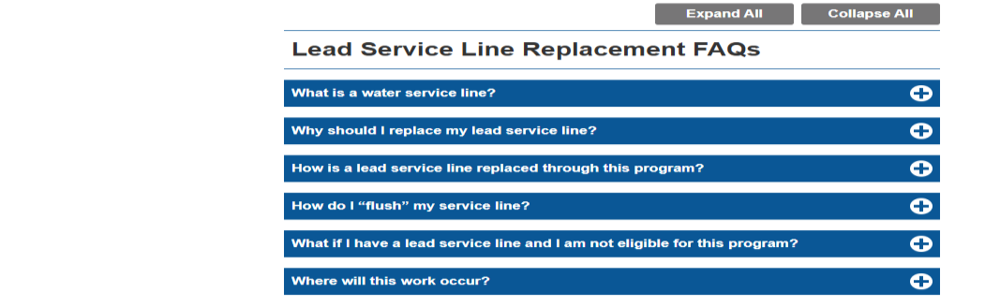 Expand All Collapse All
Lead Service Line Replacement FAQs
What is a water service line?
Why should I replace my lead service line?
How is a lead service line replaced through this program?
How do I “flush” my service line?
What if I have a lead service line and I am not eligible for this program?
Where will this work occur?